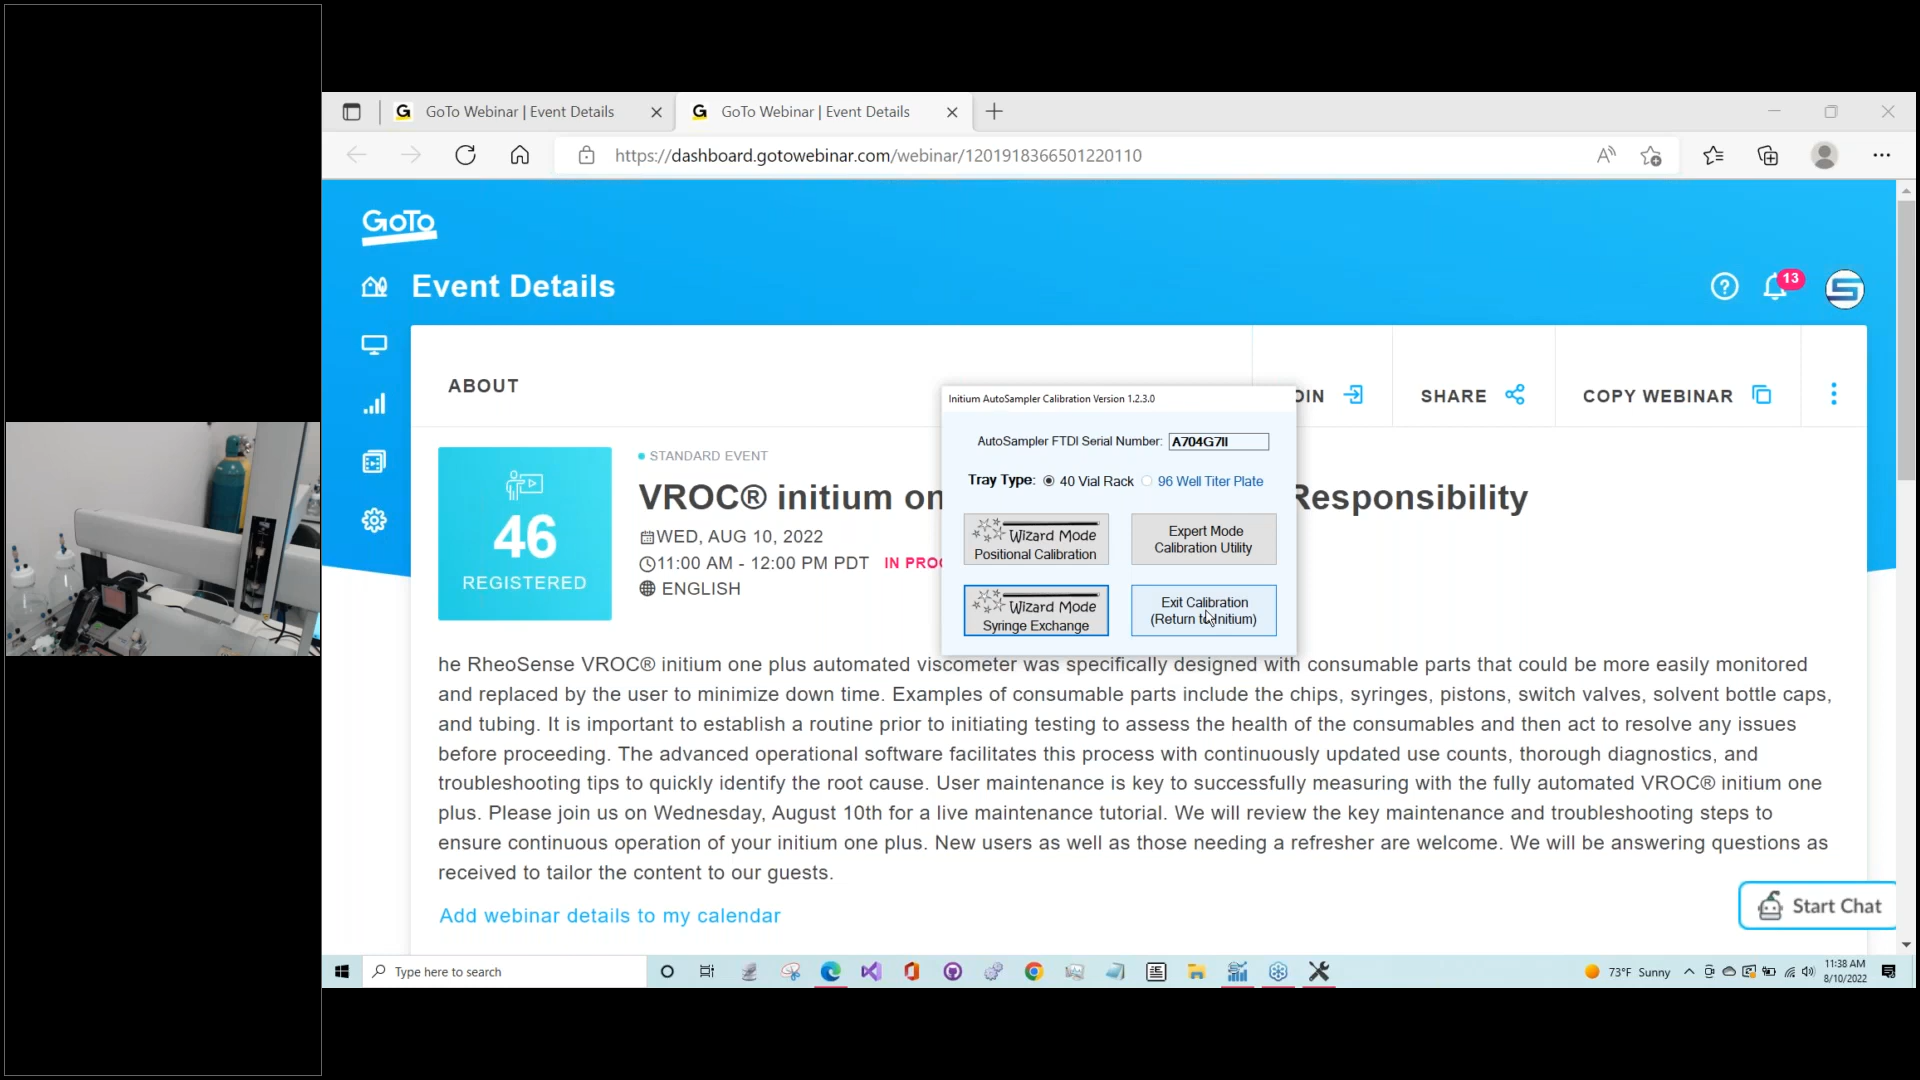 GoTo Webinar | Event Details
GoTo Webinar | Event Details
https://dashboard.gotowebinar.com/webinar/1201918366501220110
GoTo
Event Details
13
ABOUT
OIN
SHARE
COPY WEBINAR
46
REGISTERED
STANDARD EVENT
VROC® initium on
Responsibility
WED, AUG 10, 2022
11:00 AM - 12:00 PM PDT IN PROG
ENGLISH
Initium AutoSampler Calibration Version 1.2.3.0
AutoSampler FTDI Serial Number: A704G7II
Tray Type: 40 Vial Rack 96 Well Titer Plate
Wizard Mode
Positional Calibration
Expert Mode
Calibration Utility
Wizard Mode
Syringe Exchange
Exit Calibration
(Return to Initium)
he RheoSense VROC® initium one plus automated viscometer was specifically designed with consumable parts that could be more easily monitored
and replaced by the user to minimize down time. Examples of consumable parts include the chips, syringes, pistons, switch valves, solvent bottle caps,
and tubing. It is important to establish a routine prior to initiating testing to assess the health of the consumables and then act to resolve any issues
before proceeding. The advanced operational software facilitates this process with continuously updated use counts, thorough diagnostics, and
troubleshooting tips to quickly identify the root cause. User maintenance is key to successfully measuring with the fully automated VROC® initium one
plus. Please join us on Wednesday, August 10th for a live maintenance tutorial. We will review the key maintenance and troubleshooting steps to
ensure continuous operation of your initium one plus. New users as well as those needing a refresher are welcome. We will be answering questions as
received to tailor the content to our guests.
Add webinar details to my calendar
Start Chat
Type here to search
73°F Sunny
11:38 AM
8/10/2022